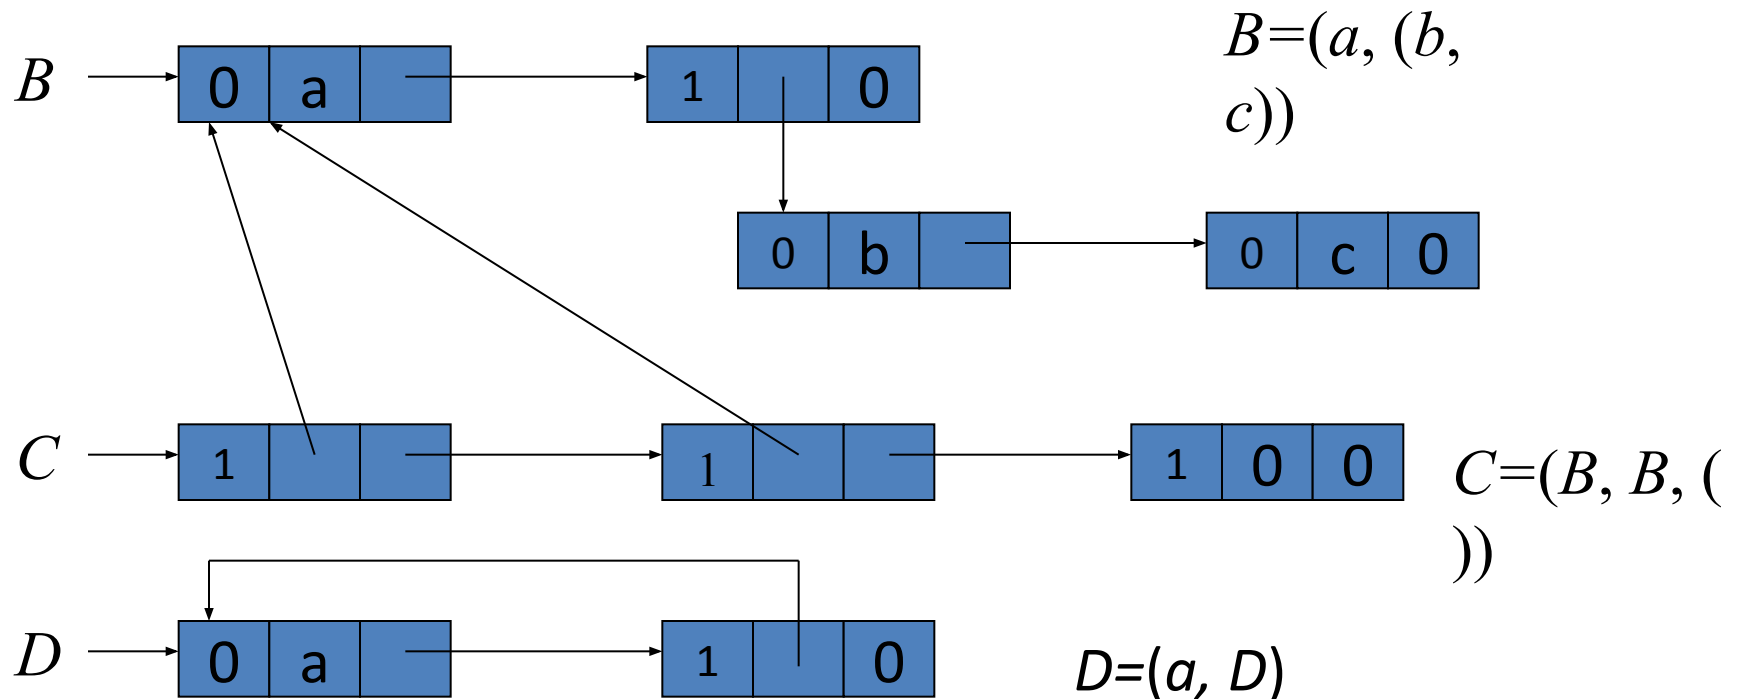 B 0 a 1 0 B=(a, (b,
c))
0 b 0 c 0
C 1 1 1 0 0 C=(B, B, (
))
D 0 a 1 0 D=(a, D)